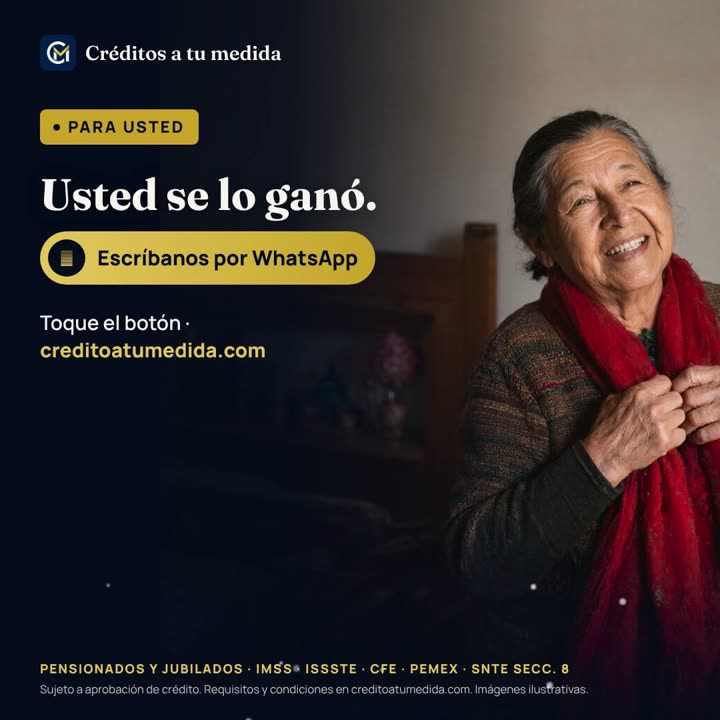 Créditos a tu medida
• PARA USTED
Usted se lo ganó.
Escríbanos por WhatsApp
Toque el botón ·
creditoatumedida.com
PENSIONADOS Y JUBILADOS · IMSS · ISSSTE · CFE · PEMEX · SNTE SECC. 8
Sujeto a aprobación de crédito. Requisitos y condiciones en creditoatumedida.com. Imágenes ilustrativas.